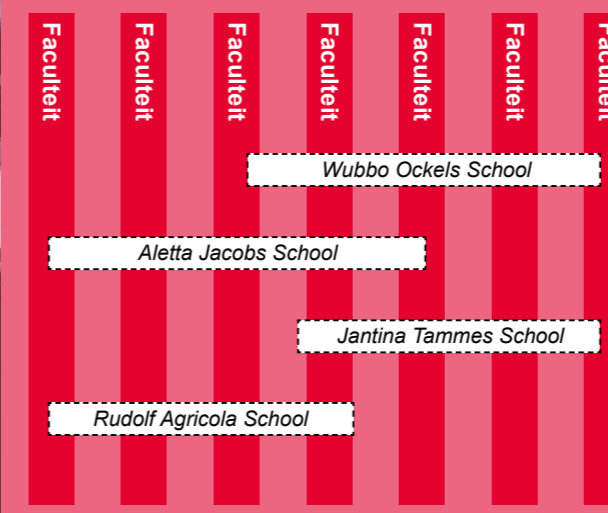 Faculteit
Faculteit
Faculteit
Faculteit
Faculteit
Faculteit
Faculteit
Wubbo Ockels School
Aletta Jacobs School
Jantina Tammes School
Rudolf Agricola School